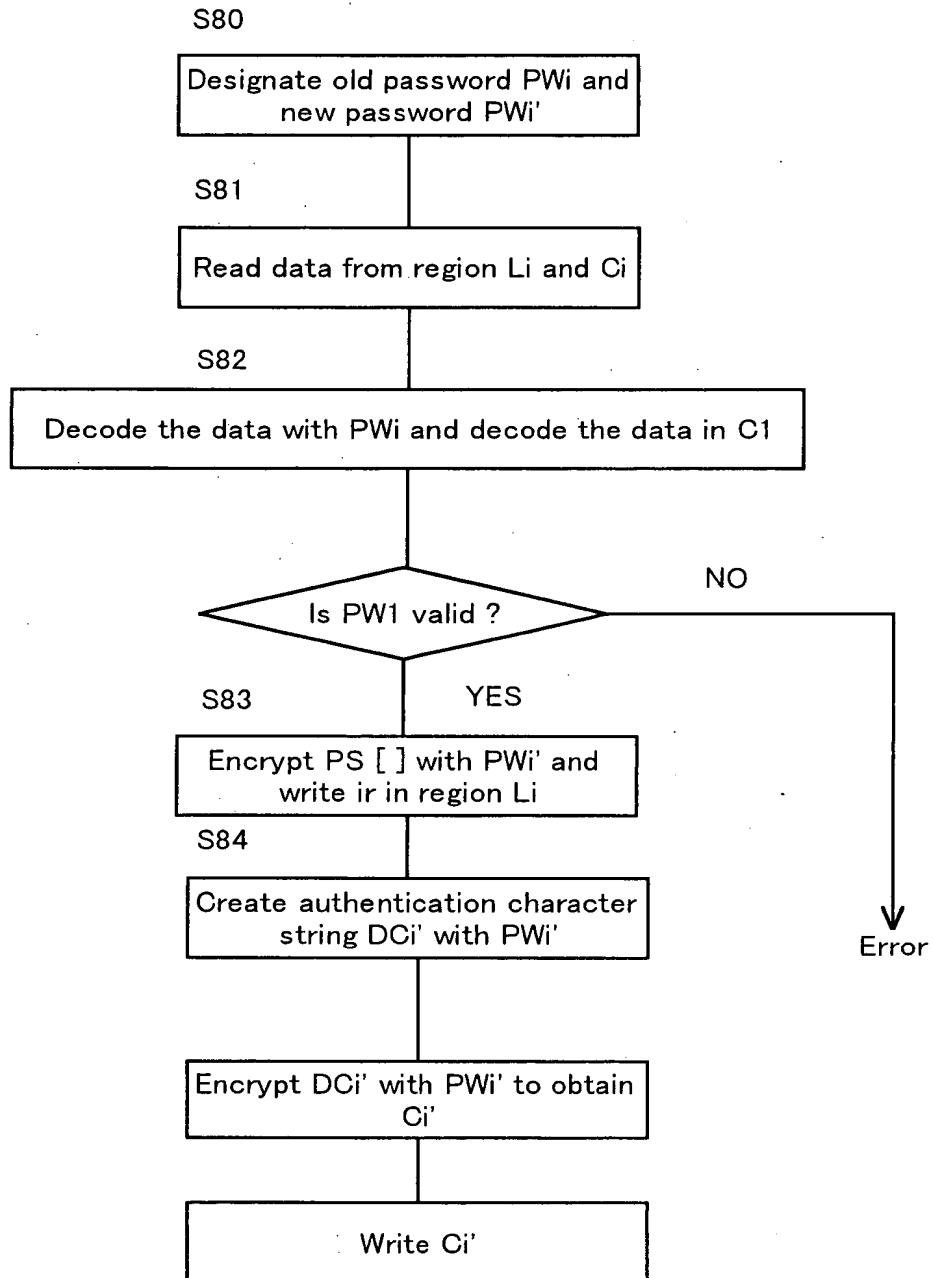 S80
Designate old password PWi and
new password PWi'
S81
Read data from region Li and Ci
S82
Decode the data with PWi and decode the data in C1
NO
Is PW1 valid ?
S83
YES
Encrypt PS [ ] with PWi' and
write ir in region Li
S84
Create authentication character
string DCi' with PWi'
Error
Encrypt DCi' with PWi' to obtain
Ci'
Write Ci'